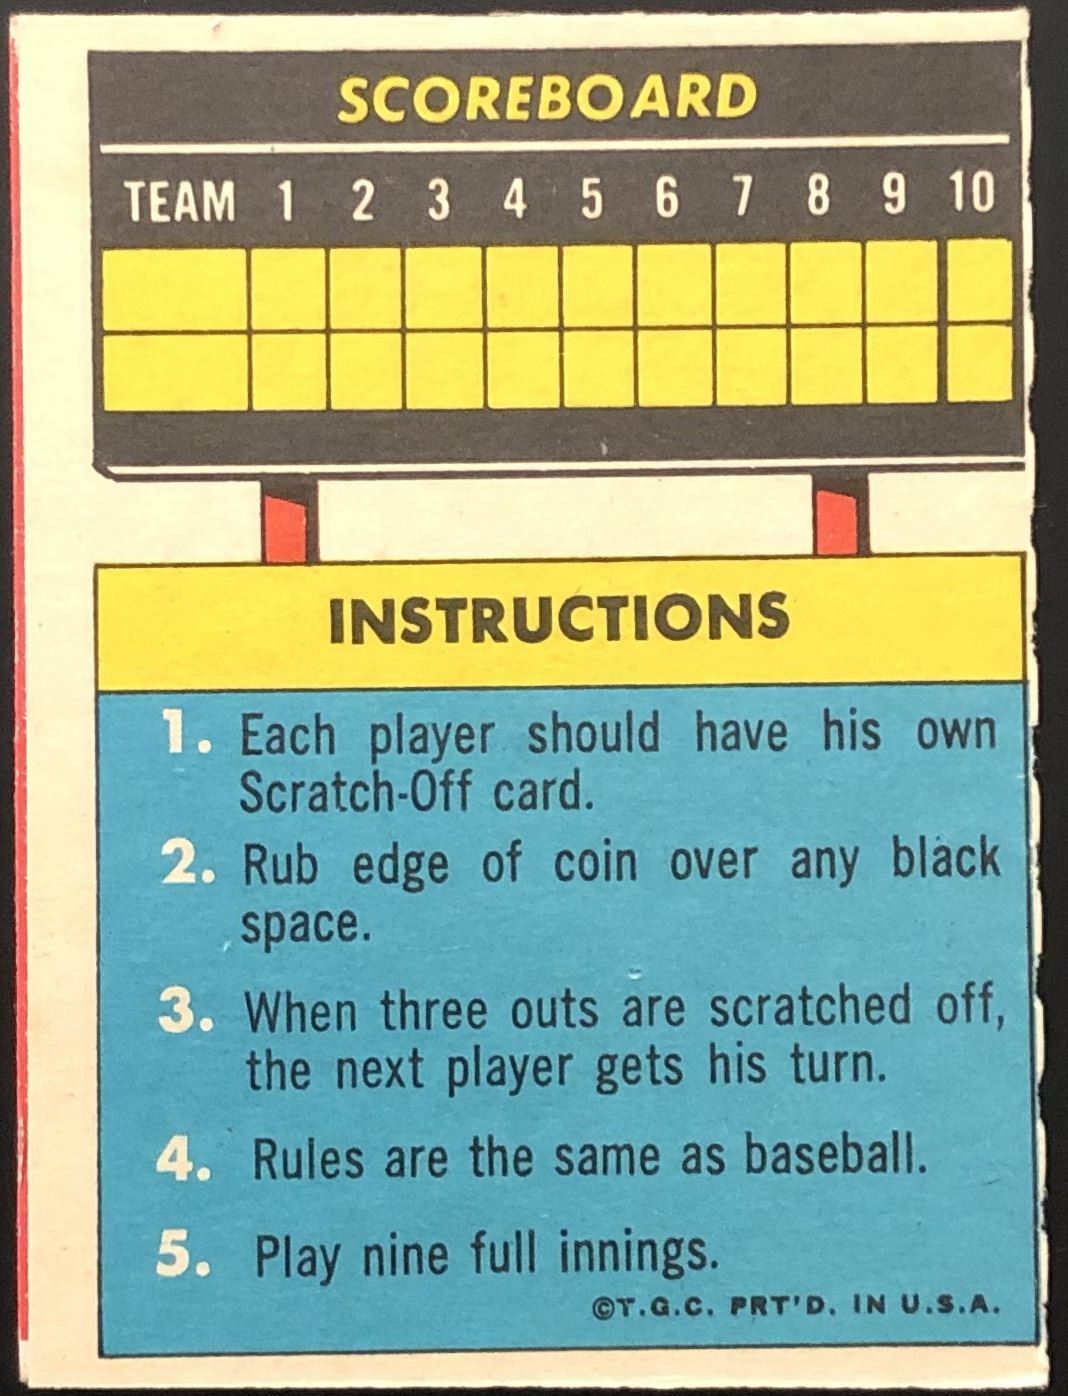 SCOREBOARD
TEAM 1 2 3 4 5 6 7 8 9 10
INSTRUCTIONS
1. Each player should have his own
Scratch-Off card.
2. Rub edge of coin over any black
space.
3. When three outs are scratched off,
the next player gets his turn.
4. Rules are the same as baseball.
5. Play nine full innings.
©T.G.C. PRT'D. IN U.S.A.